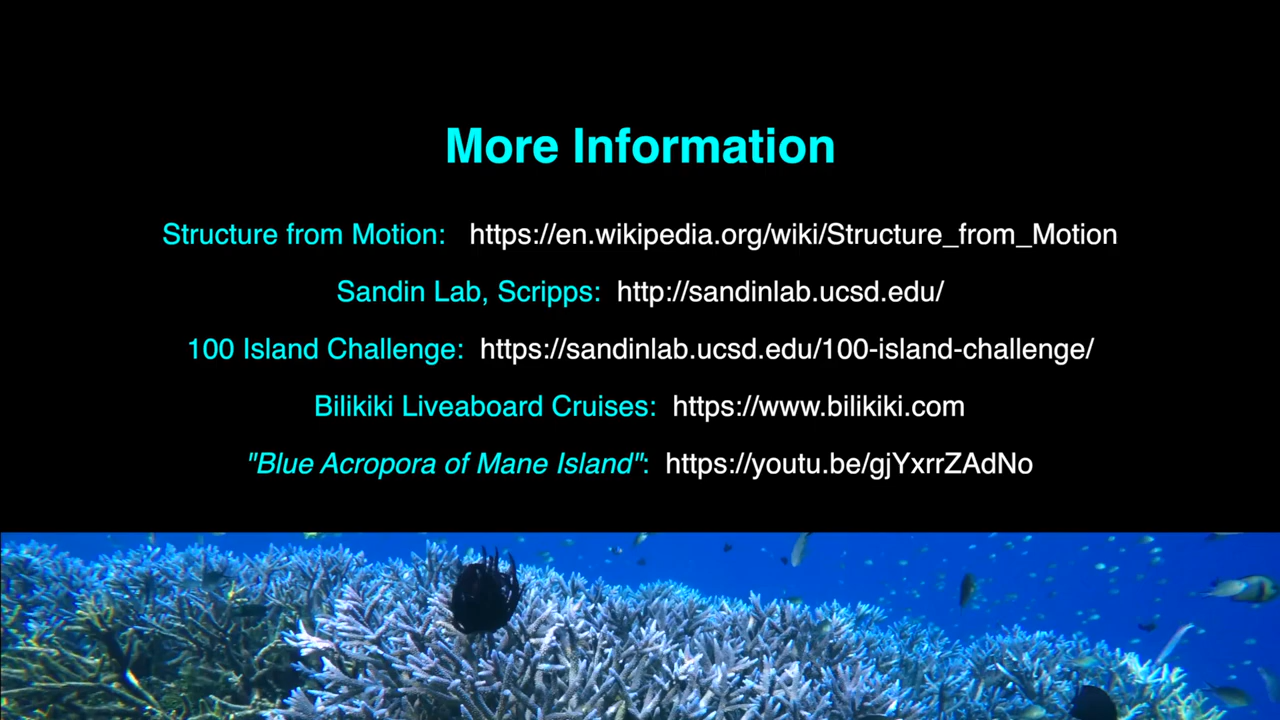 More Information
Structure from Motion: https://en.wikipedia.org/wiki/Structure_from_Motion
Sandin Lab, Scripps: http://sandinlab.ucsd.edu/
100 Island Challenge: https://sandinlab.ucsd.edu/100-island-challenge/
Bilikiki Liveaboard Cruises: https://www.bilikiki.com
"Blue Acropora of Mane Island": https://youtu.be/gjYxrrZAdNo